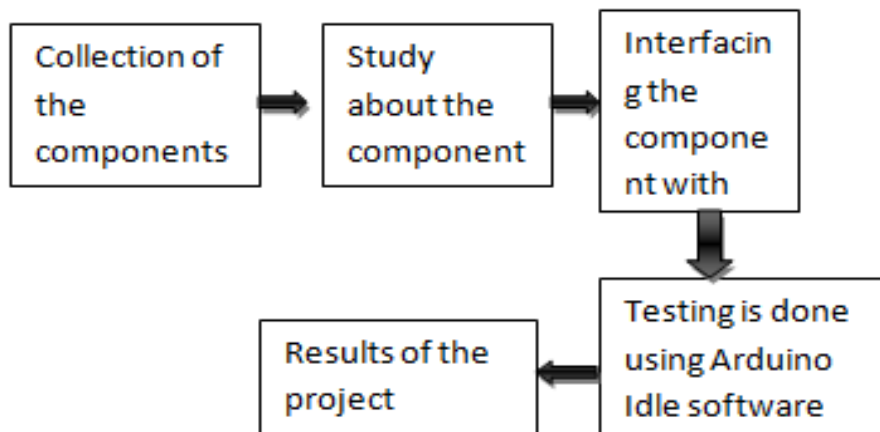 Collection of
the
components
Study
about the
component
Interfacin
g the
compone
nt with
Testing is done
using Arduino
Idle software
Results of the
project